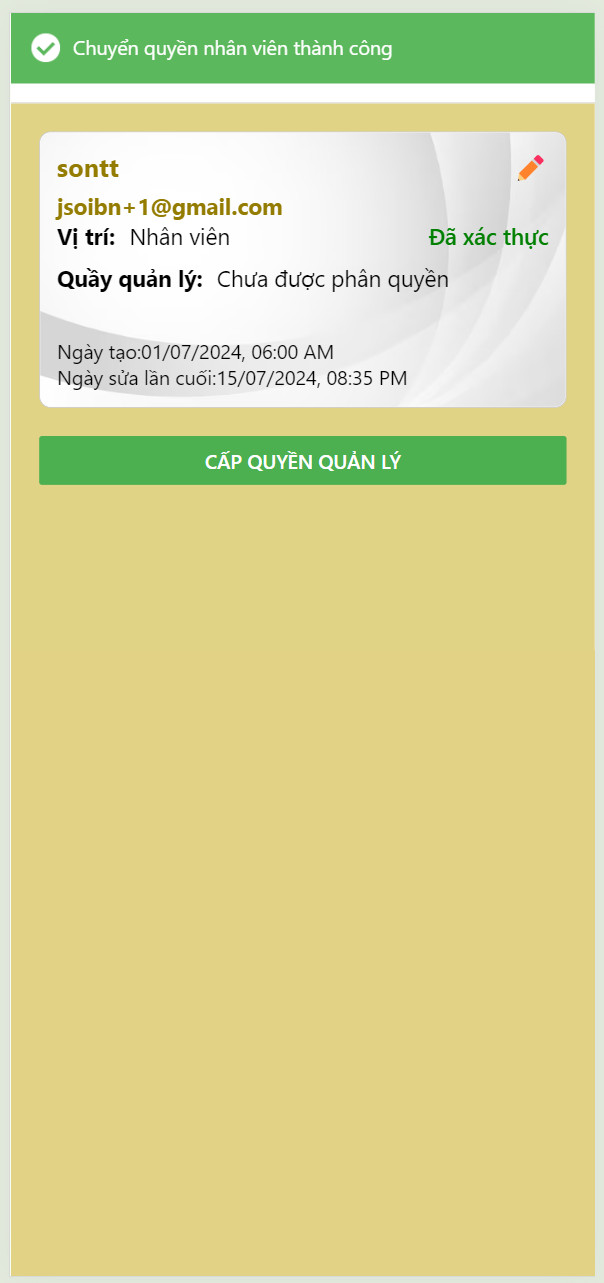 Chuyển quyền nhân viên thành công
sontt
jsoibn+1@gmail.com
Vị trí: Nhân viên Đã xác thực
Quầy quản lý: Chưa được phân quyền
Ngày tạo:01/07/2024, 06:00 AM
Ngày sửa lần cuối:15/07/2024, 08:35 PM
CẤP QUYỀN QUẢN LÝ